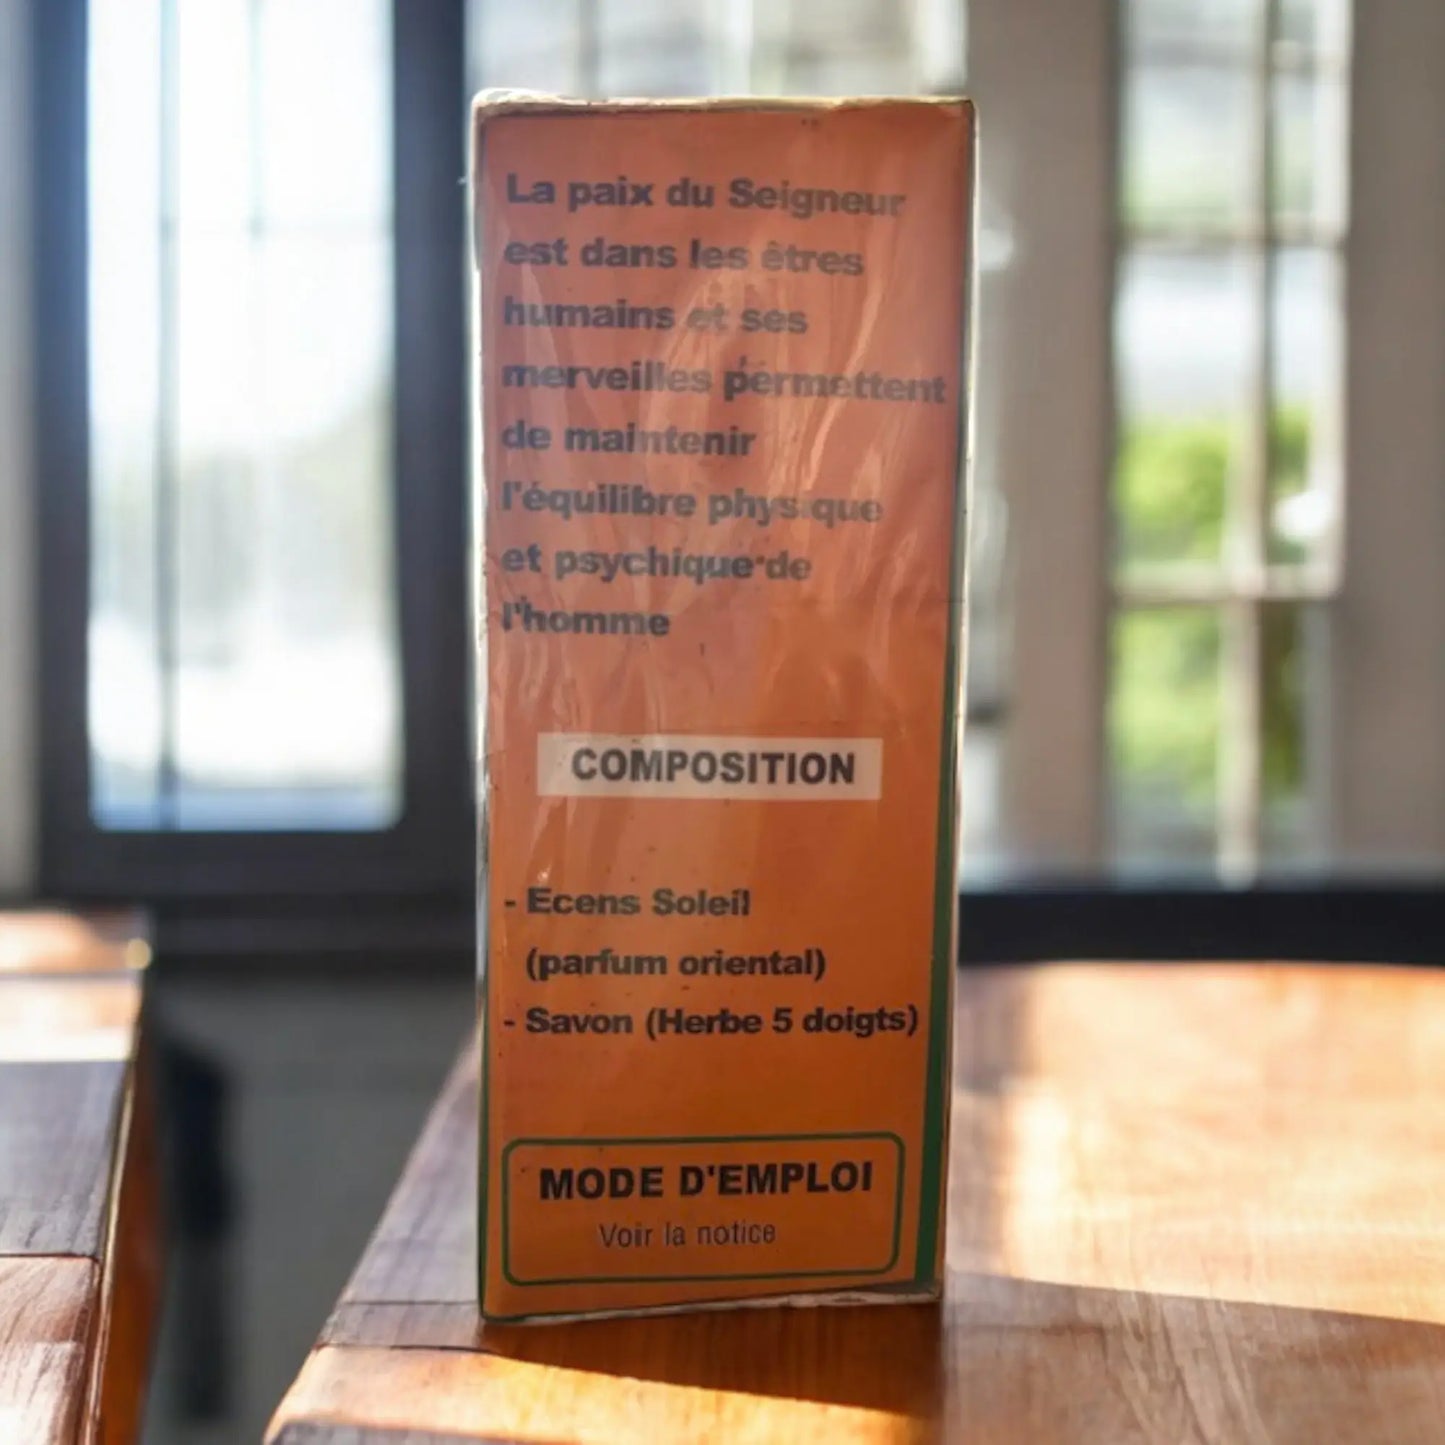 La paix du Seigneur
est dans les êtres
humains et ses
merveilles permettent
de maintenir
l'équilibre physique
et psychique de
l'homme
COMPOSITION
- Ecens Soleil
(parfum oriental)
- Savon (Herbe 5 doigts)
MODE D'EMPLOI
Voir la notice